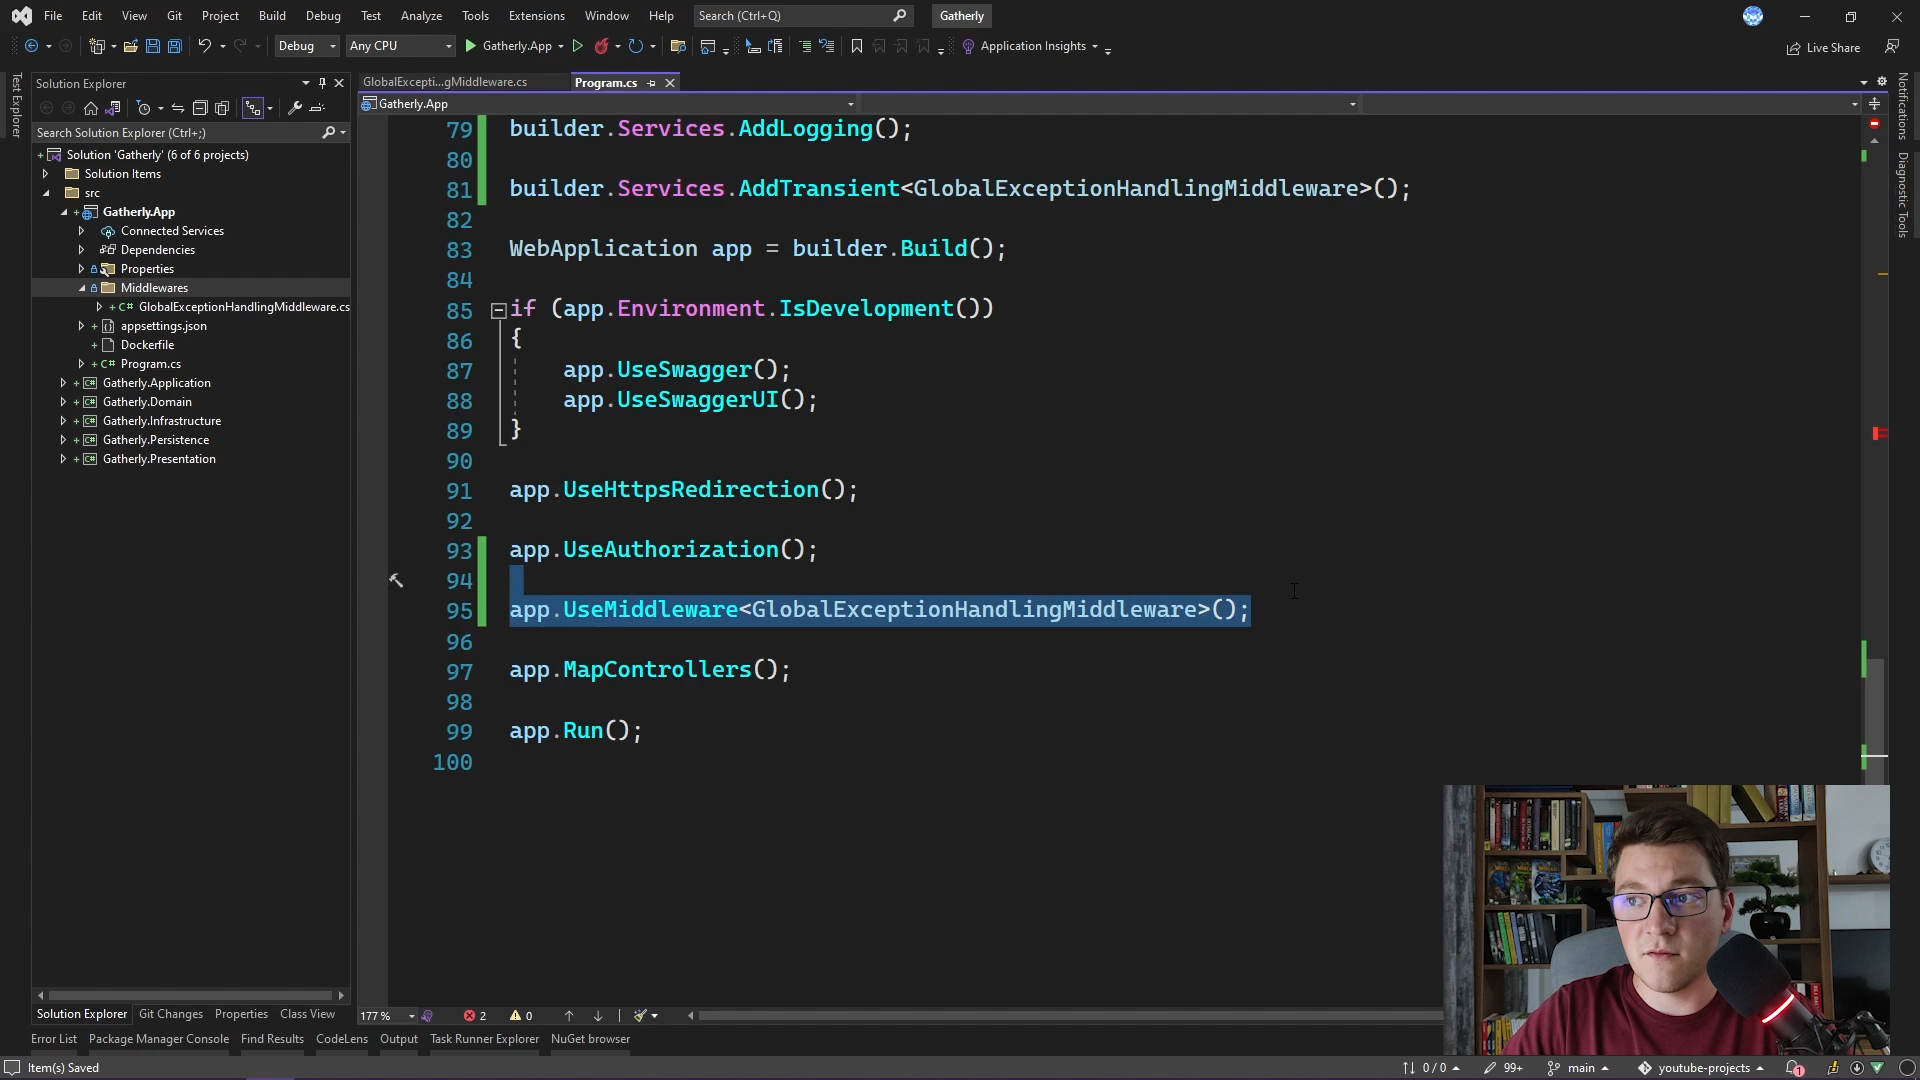 File Edit View Git Project Build Debug Test Analyze Tools Extensions Window Help Search (Ctrl+Q) Gatherly
Debug Any CPU Gatherly.App Application Insights Live Share
Test Explorer
Solution Explorer
Search Solution Explorer (Ctrl+;)
Solution 'Gatherly' (6 of 6 projects)
Solution Items
src
Gatherly.App
Connected Services
Dependencies
Properties
Middlewares
C# GlobalExceptionHandlingMiddleware.cs
appsettings.json
Dockerfile
C# Program.cs
C# Gatherly.Application
C# Gatherly.Domain
C# Gatherly.Infrastructure
C# Gatherly.Persistence
C# Gatherly.Presentation
Solution Explorer Git Changes Properties Class View
GlobalExcepti...gMiddleware.cs Program.cs
Gatherly.App
79 builder.Services.AddLogging();
80
81 builder.Services.AddTransient<GlobalExceptionHandlingMiddleware>();
82
83 WebApplication app = builder.Build();
84
85 if (app.Environment.IsDevelopment())
86 {
87 app.UseSwagger();
88 app.UseSwaggerUI();
89 }
90
91 app.UseHttpsRedirection();
92
93 app.UseAuthorization();
94
95 app.UseMiddleware<GlobalExceptionHandlingMiddleware>();
96
97 app.MapControllers();
98
99 app.Run();
100
Notifications
Diagnostic Tools
177 % 2 0
Error List Package Manager Console Find Results CodeLens Output Task Runner Explorer NuGet browser
Item(s) Saved 0 / 0 99+ main youtube-projects 1